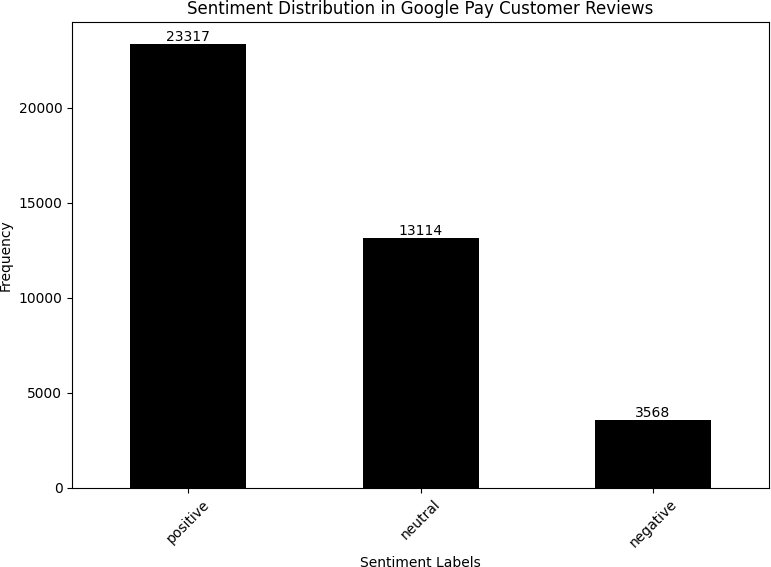 Sentiment Distribution in Google Pay Customer Reviews
23317
13114
3568
20000
15000
10000
5000
0
Frequency
positive
neutral
negative
Sentiment Labels